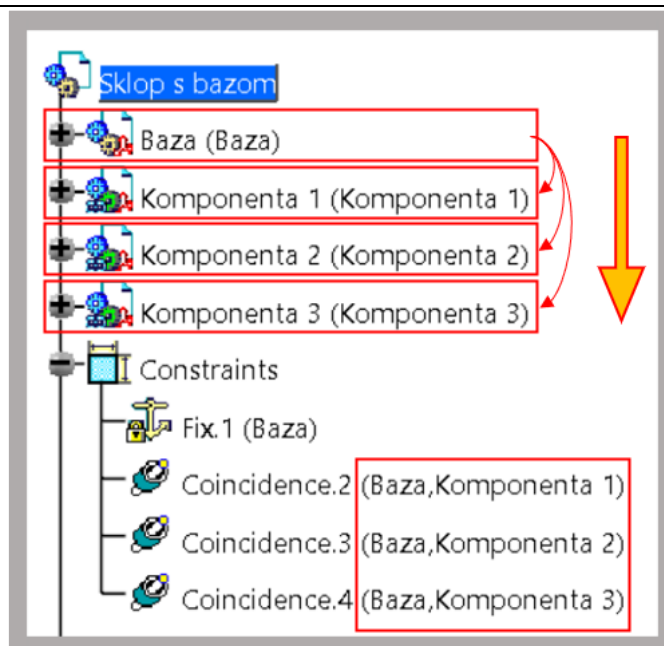 Sklop s bazom
Baza (Baza)
Komponenta 1 (Komponenta 1)
Komponenta 2 (Komponenta 2)
Komponenta 3 (Komponenta 3)
Constraints
Fix.1 (Baza)
Coincidence.2 (Baza,Komponenta 1)
Coincidence.3 (Baza,Komponenta 2)
Coincidence.4 (Baza,Komponenta 3)